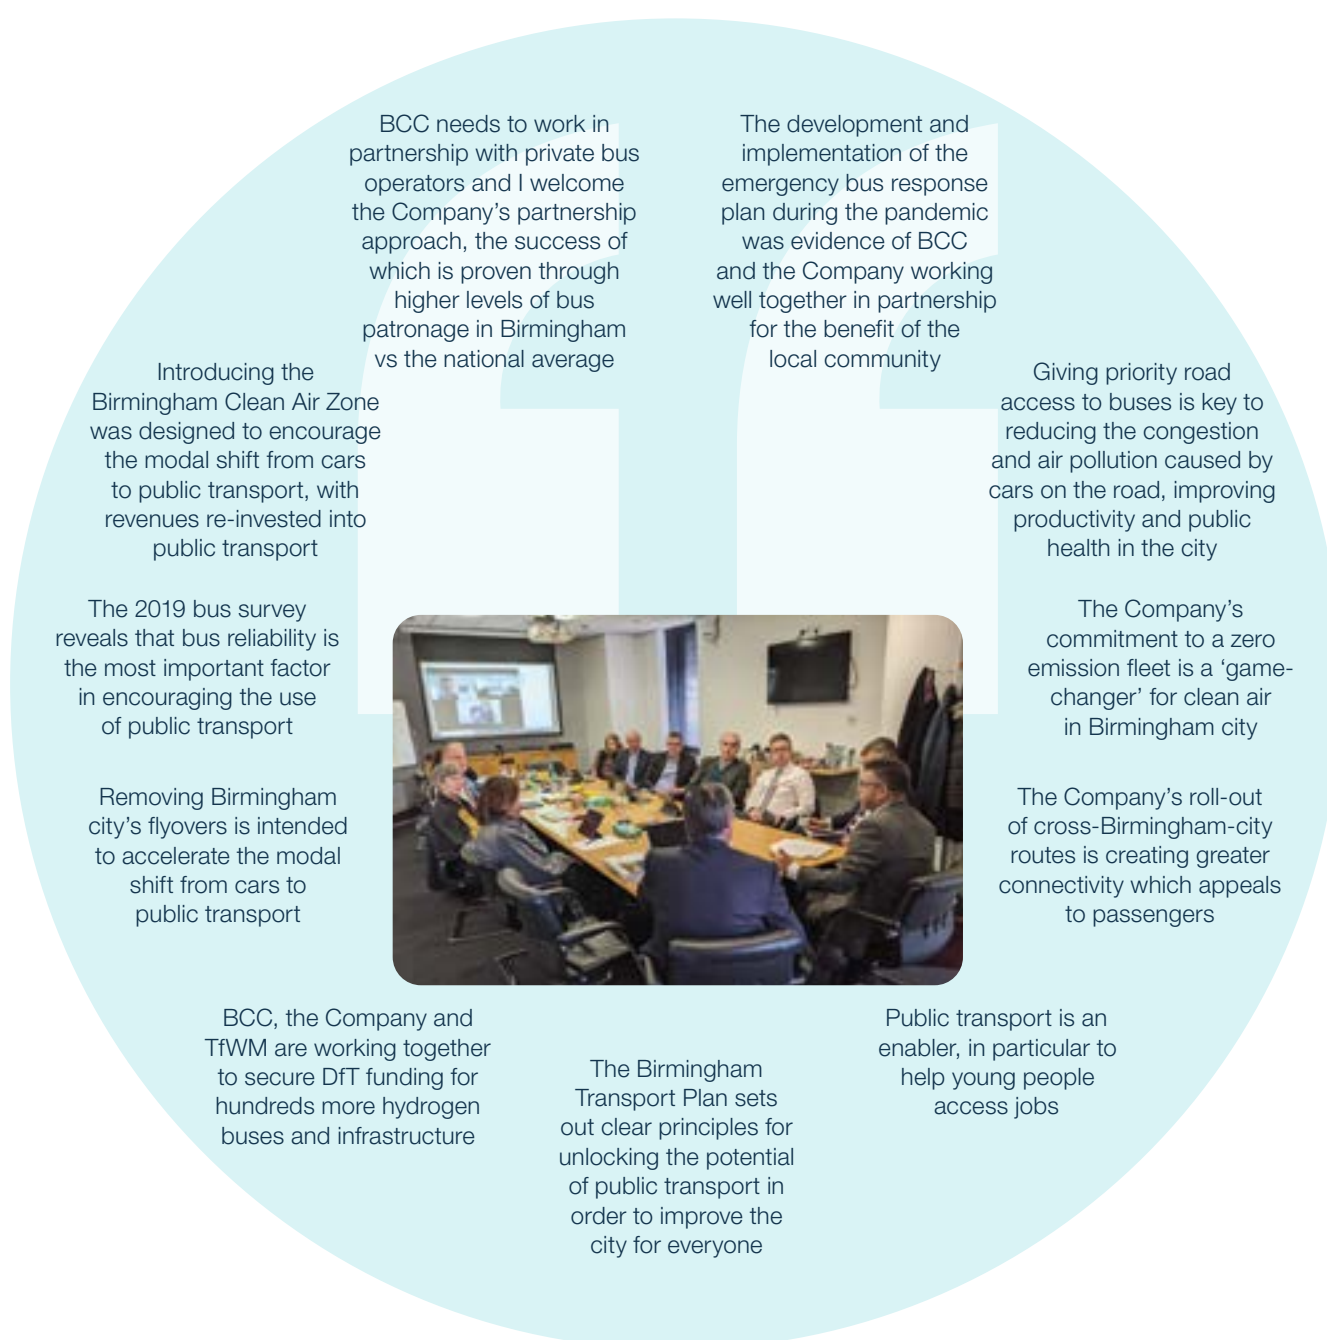 BCC needs to work in
partnership with private bus
operators and I welcome
the Company's partnership
approach, the success of
which is proven through
higher levels of bus
patronage in Birmingham
vs the national average
The development and
implementation of the
emergency bus response
plan during the pandemic
was evidence of BCC
and the Company working
well together in partnership
for the benefit of the
local community
Introducing the
Birmingham Clean Air Zone
was designed to encourage
the modal shift from cars
to public transport, with
revenues re-invested into
public transport
Giving priority road
access to buses is key to
reducing the congestion
and air pollution caused by
cars on the road, improving
productivity and public
health in the city
The 2019 bus survey
reveals that bus reliability is
the most important factor
in encouraging the use
of public transport
The Company's
commitment to a zero
emission fleet is a ‘game-
changer’ for clean air
in Birmingham city
Removing Birmingham
city's flyovers is intended
to accelerate the modal
shift from cars to
public transport
The Company's roll-out
of cross-Birmingham-city
routes is creating greater
connectivity which appeals
to passengers
BCC, the Company and
TfWM are working together
to secure DfT funding for
hundreds more hydrogen
buses and infrastructure
The Birmingham
Transport Plan sets
out clear principles for
unlocking the potential
of public transport in
order to improve the
city for everyone
Public transport is an
enabler, in particular to
help young people
access jobs